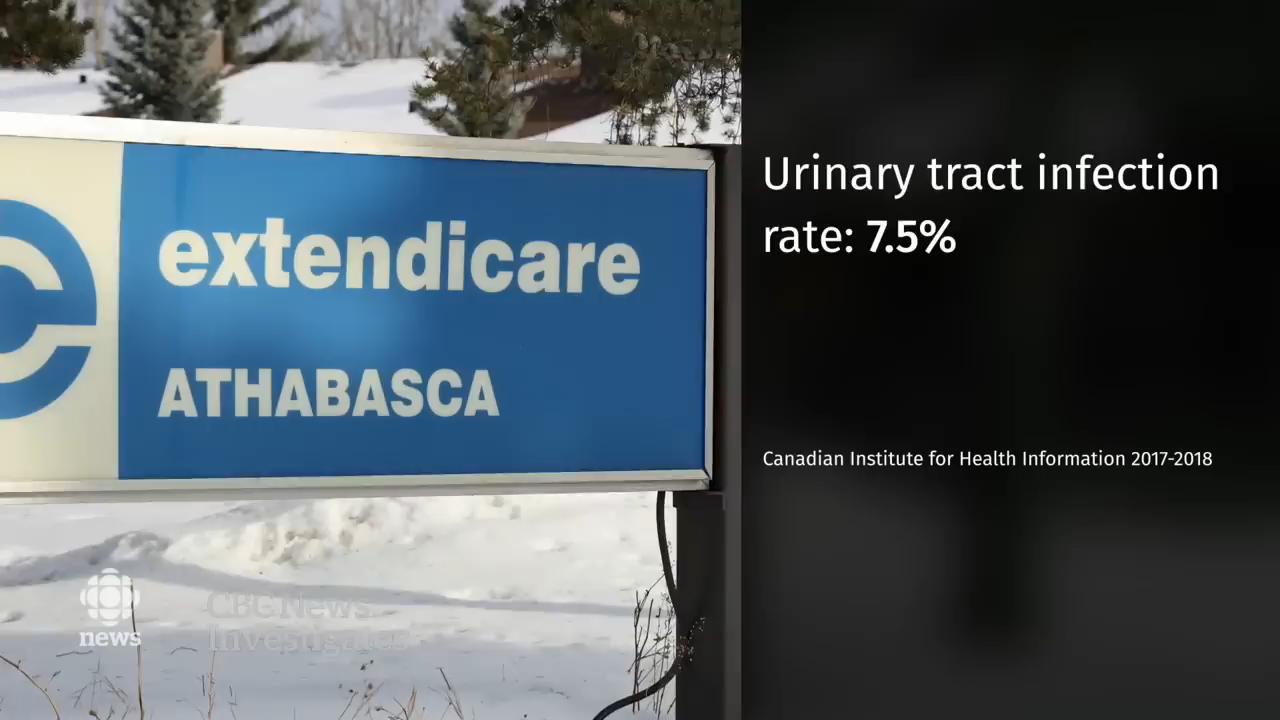 extendicare
ATHABASCA
Urinary tract infection
rate: 7.5%
Canadian Institute for Health Information 2017-2018
news
CBC News
Investigates